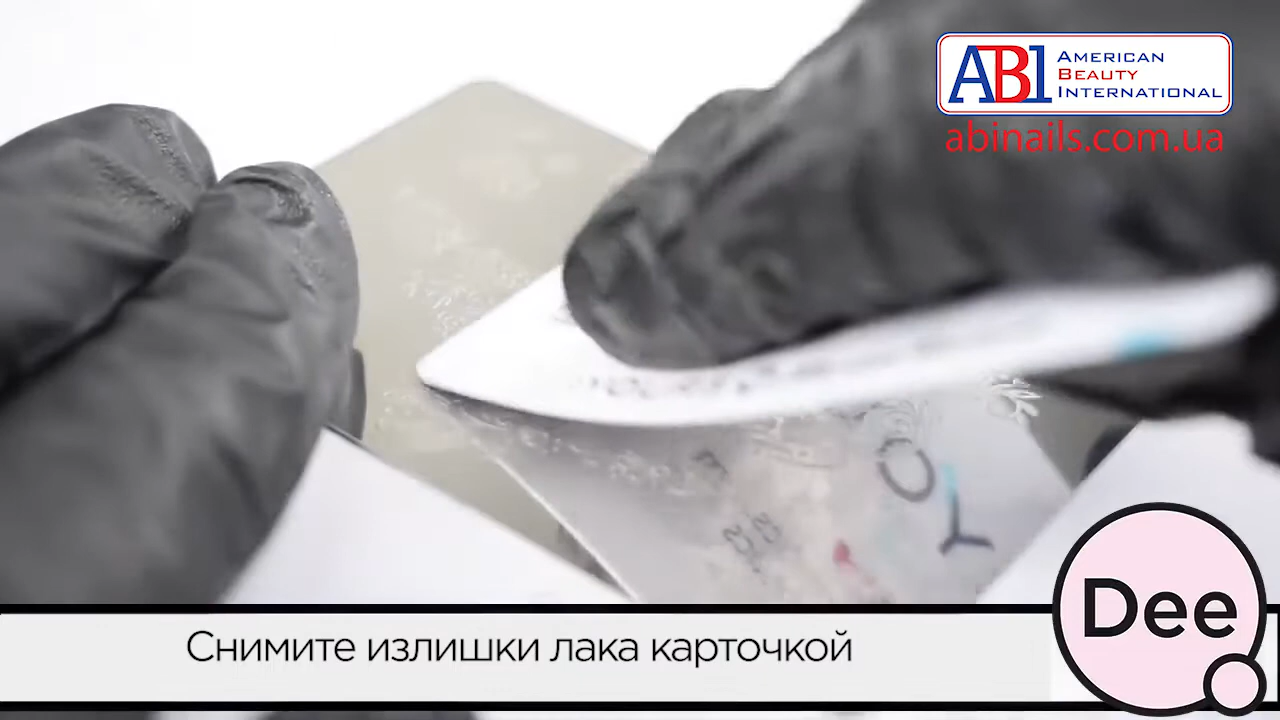 ABI
AMERICAN
BEAUTY
INTERNATIONAL
abinails.com.ua
Снимите излишки лака карточкой
Dee